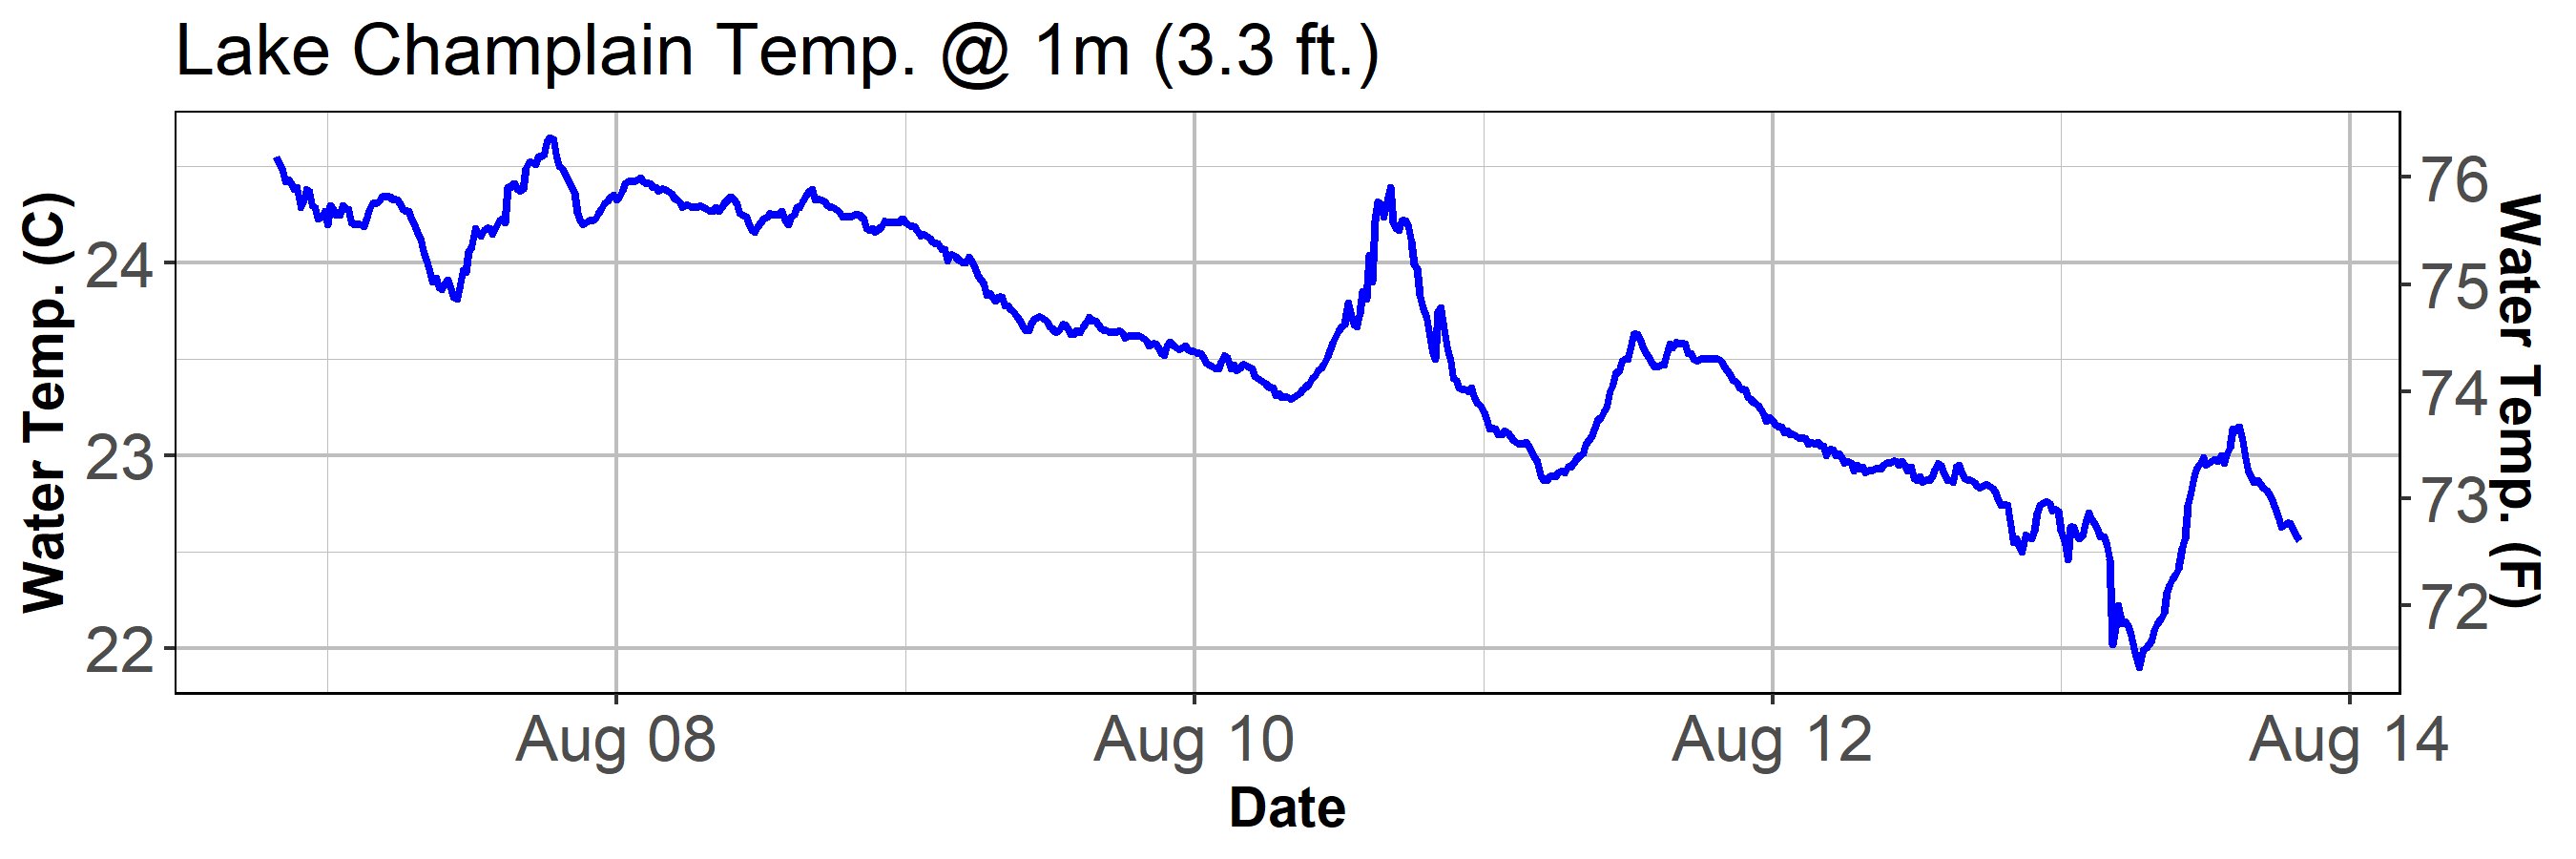 Lake Champlain Temp. @ 1m (3.3 ft.)
Water Temp. (C)
24
23
22
76
75
74
73
72
Water Temp. (F)
Aug 08
Aug 10
Aug 12
Aug 14
Date